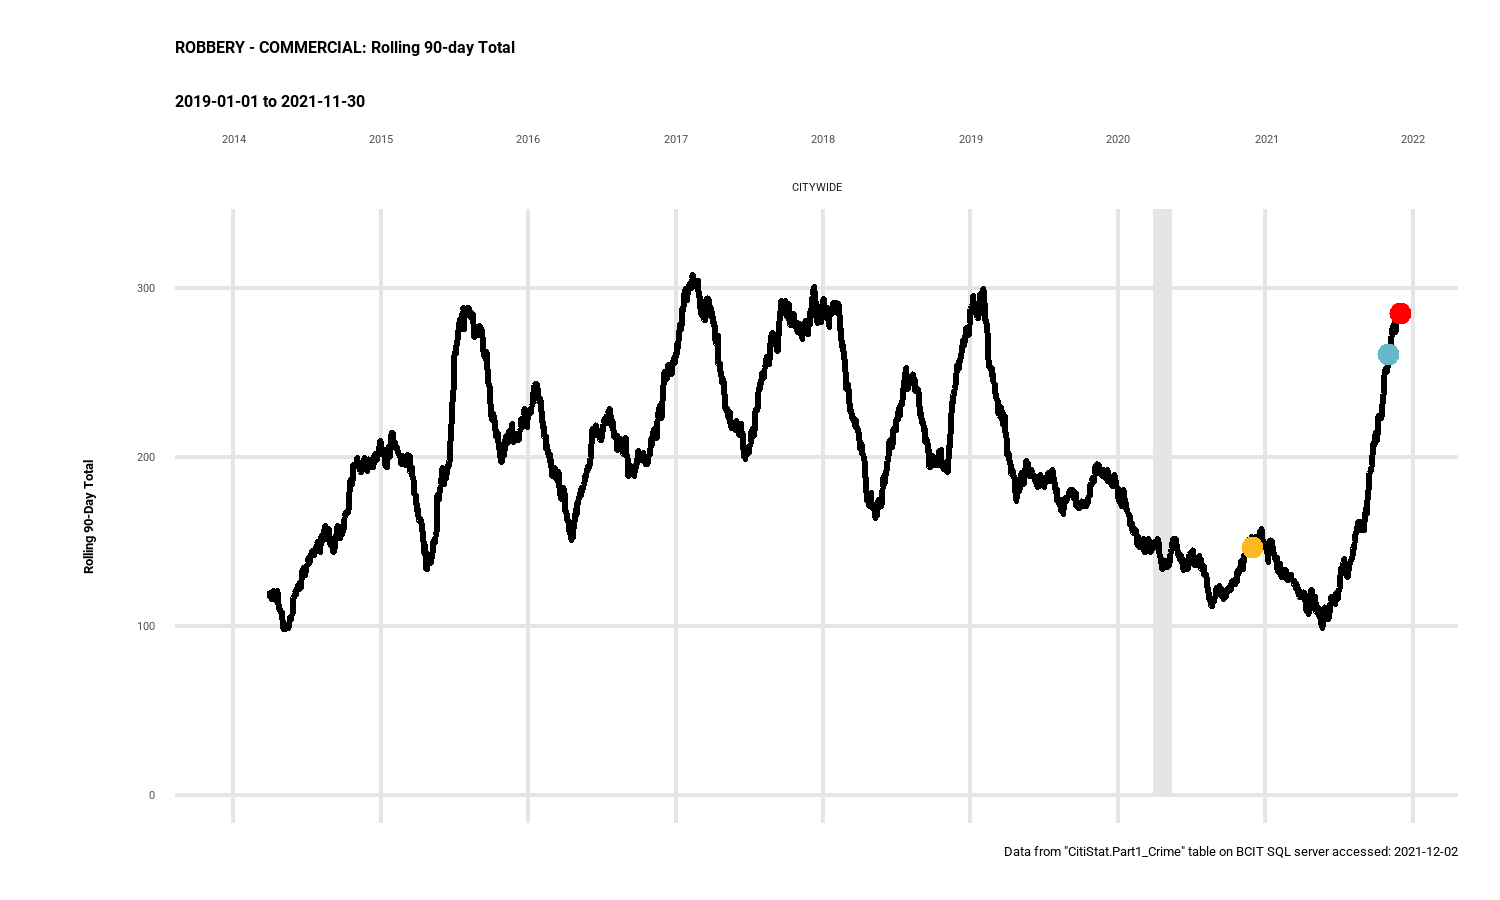 ROBBERY - COMMERCIAL: Rolling 90-day Total
2019-01-01 to 2021-11-30
2014 2015 2016 2017 2018 2019 2020 2021 2022
CITYWIDE
300
200
100
0
Rolling 90-Day Total
Data from "CitiStat.Part1_Crime" table on BCIT SQL server accessed: 2021-12-02